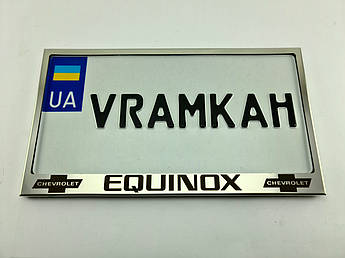 UA
VRAMKAH
CHEVROLET EQUINOX CHEVROLET